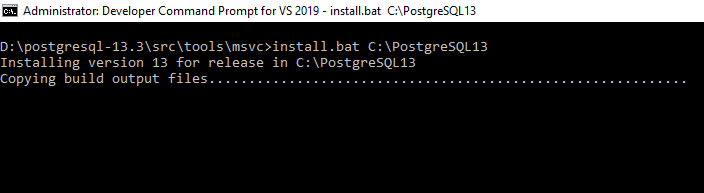 Administrator: Developer Command Prompt for VS 2019 - install.bat  C:\PostgreSQL13
D:\postgresql-13.3\src\tools\msvc>install.bat C:\PostgreSQL13
Installing version 13 for release in C:\PostgreSQL13
Copying build output files...........................................................